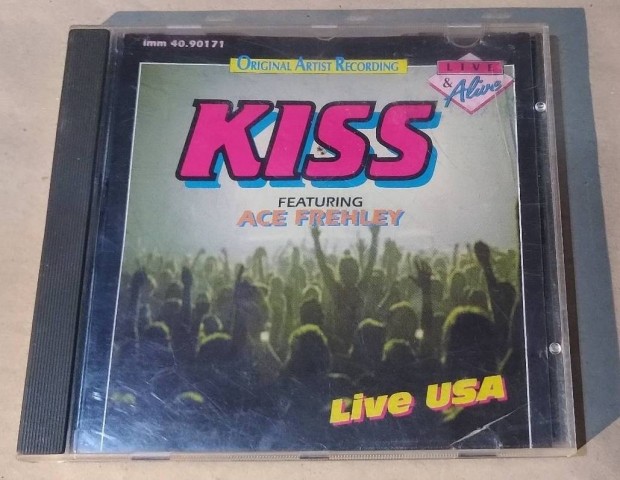 imm 40.90171
ORIGINAL ARTIST RECORDING
LIVE
& Alive
KISS
FEATURING
ACE FREHLEY
Live USA